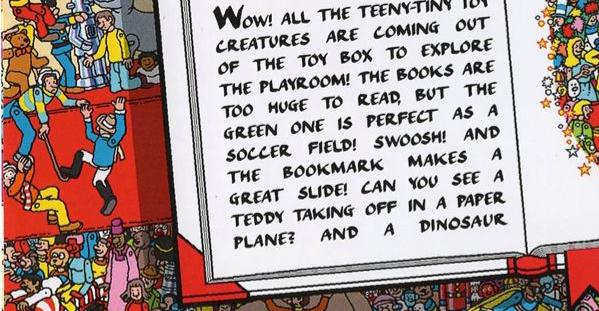 WOW! ALL THE TEENY-TINY TOY
CREATURES ARE COMING OUT
OF THE TOY BOX TO EXPLORE
THE PLAYROOM! THE BOOKS ARE
TOO HUGE TO READ, BUT THE
GREEN ONE IS PERFECT AS A
SOCCER FIELD! SWOOSH! AND
THE BOOKMARK MAKES A
GREAT SLIDE! CAN YOU SEE A
TEDDY TAKING OFF IN A PAPER
PLANE? AND A DINOSAUR